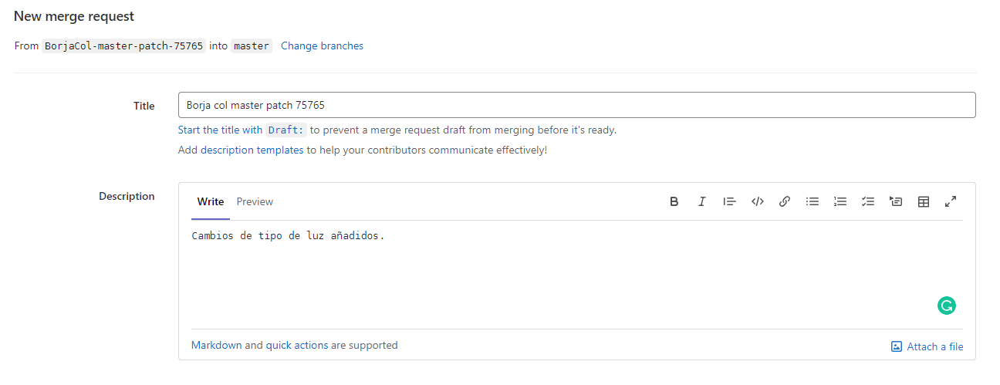 New merge request
From BorjaCol-master-patch-75765 into master Change branches
Title
Borja col master patch 75765
Start the title with Draft: to prevent a merge request draft from merging before it's ready.
Add description templates to help your contributors communicate effectively!
Description
Write Preview
Cambios de tipo de luz añadidos.
Markdown and quick actions are supported
Attach a file